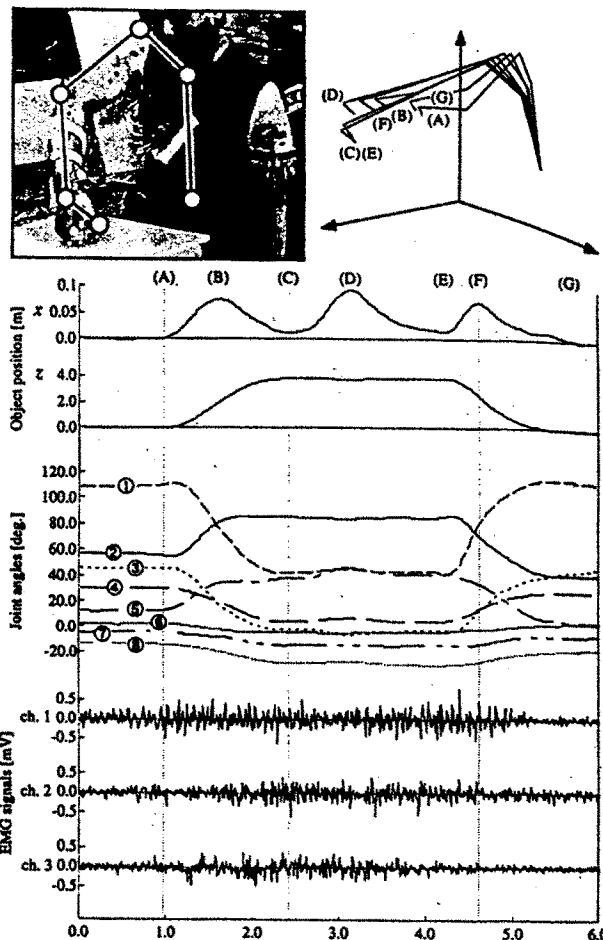 (D)
(G)
(B)
(F)
(A)
(C)(E)
(A) (B) (C) (D) (E) (F) (G)
Object position [m]
x
0.1
0.05
0.0
z
4.0
2.0
0.0
Joint angles [deg.]
120.0
100.0
80.0
60.0
40.0
20.0
0.0
-20.0
①
②
③
④
⑤
⑥
⑦
⑧
EMG signals [mV]
ch. 1
0.5
0.0
-0.5
ch. 2
0.5
0.0
-0.5
ch. 3
0.5
0.0
-0.5
0.0 1.0 2.0 3.0 4.0 5.0 6.0